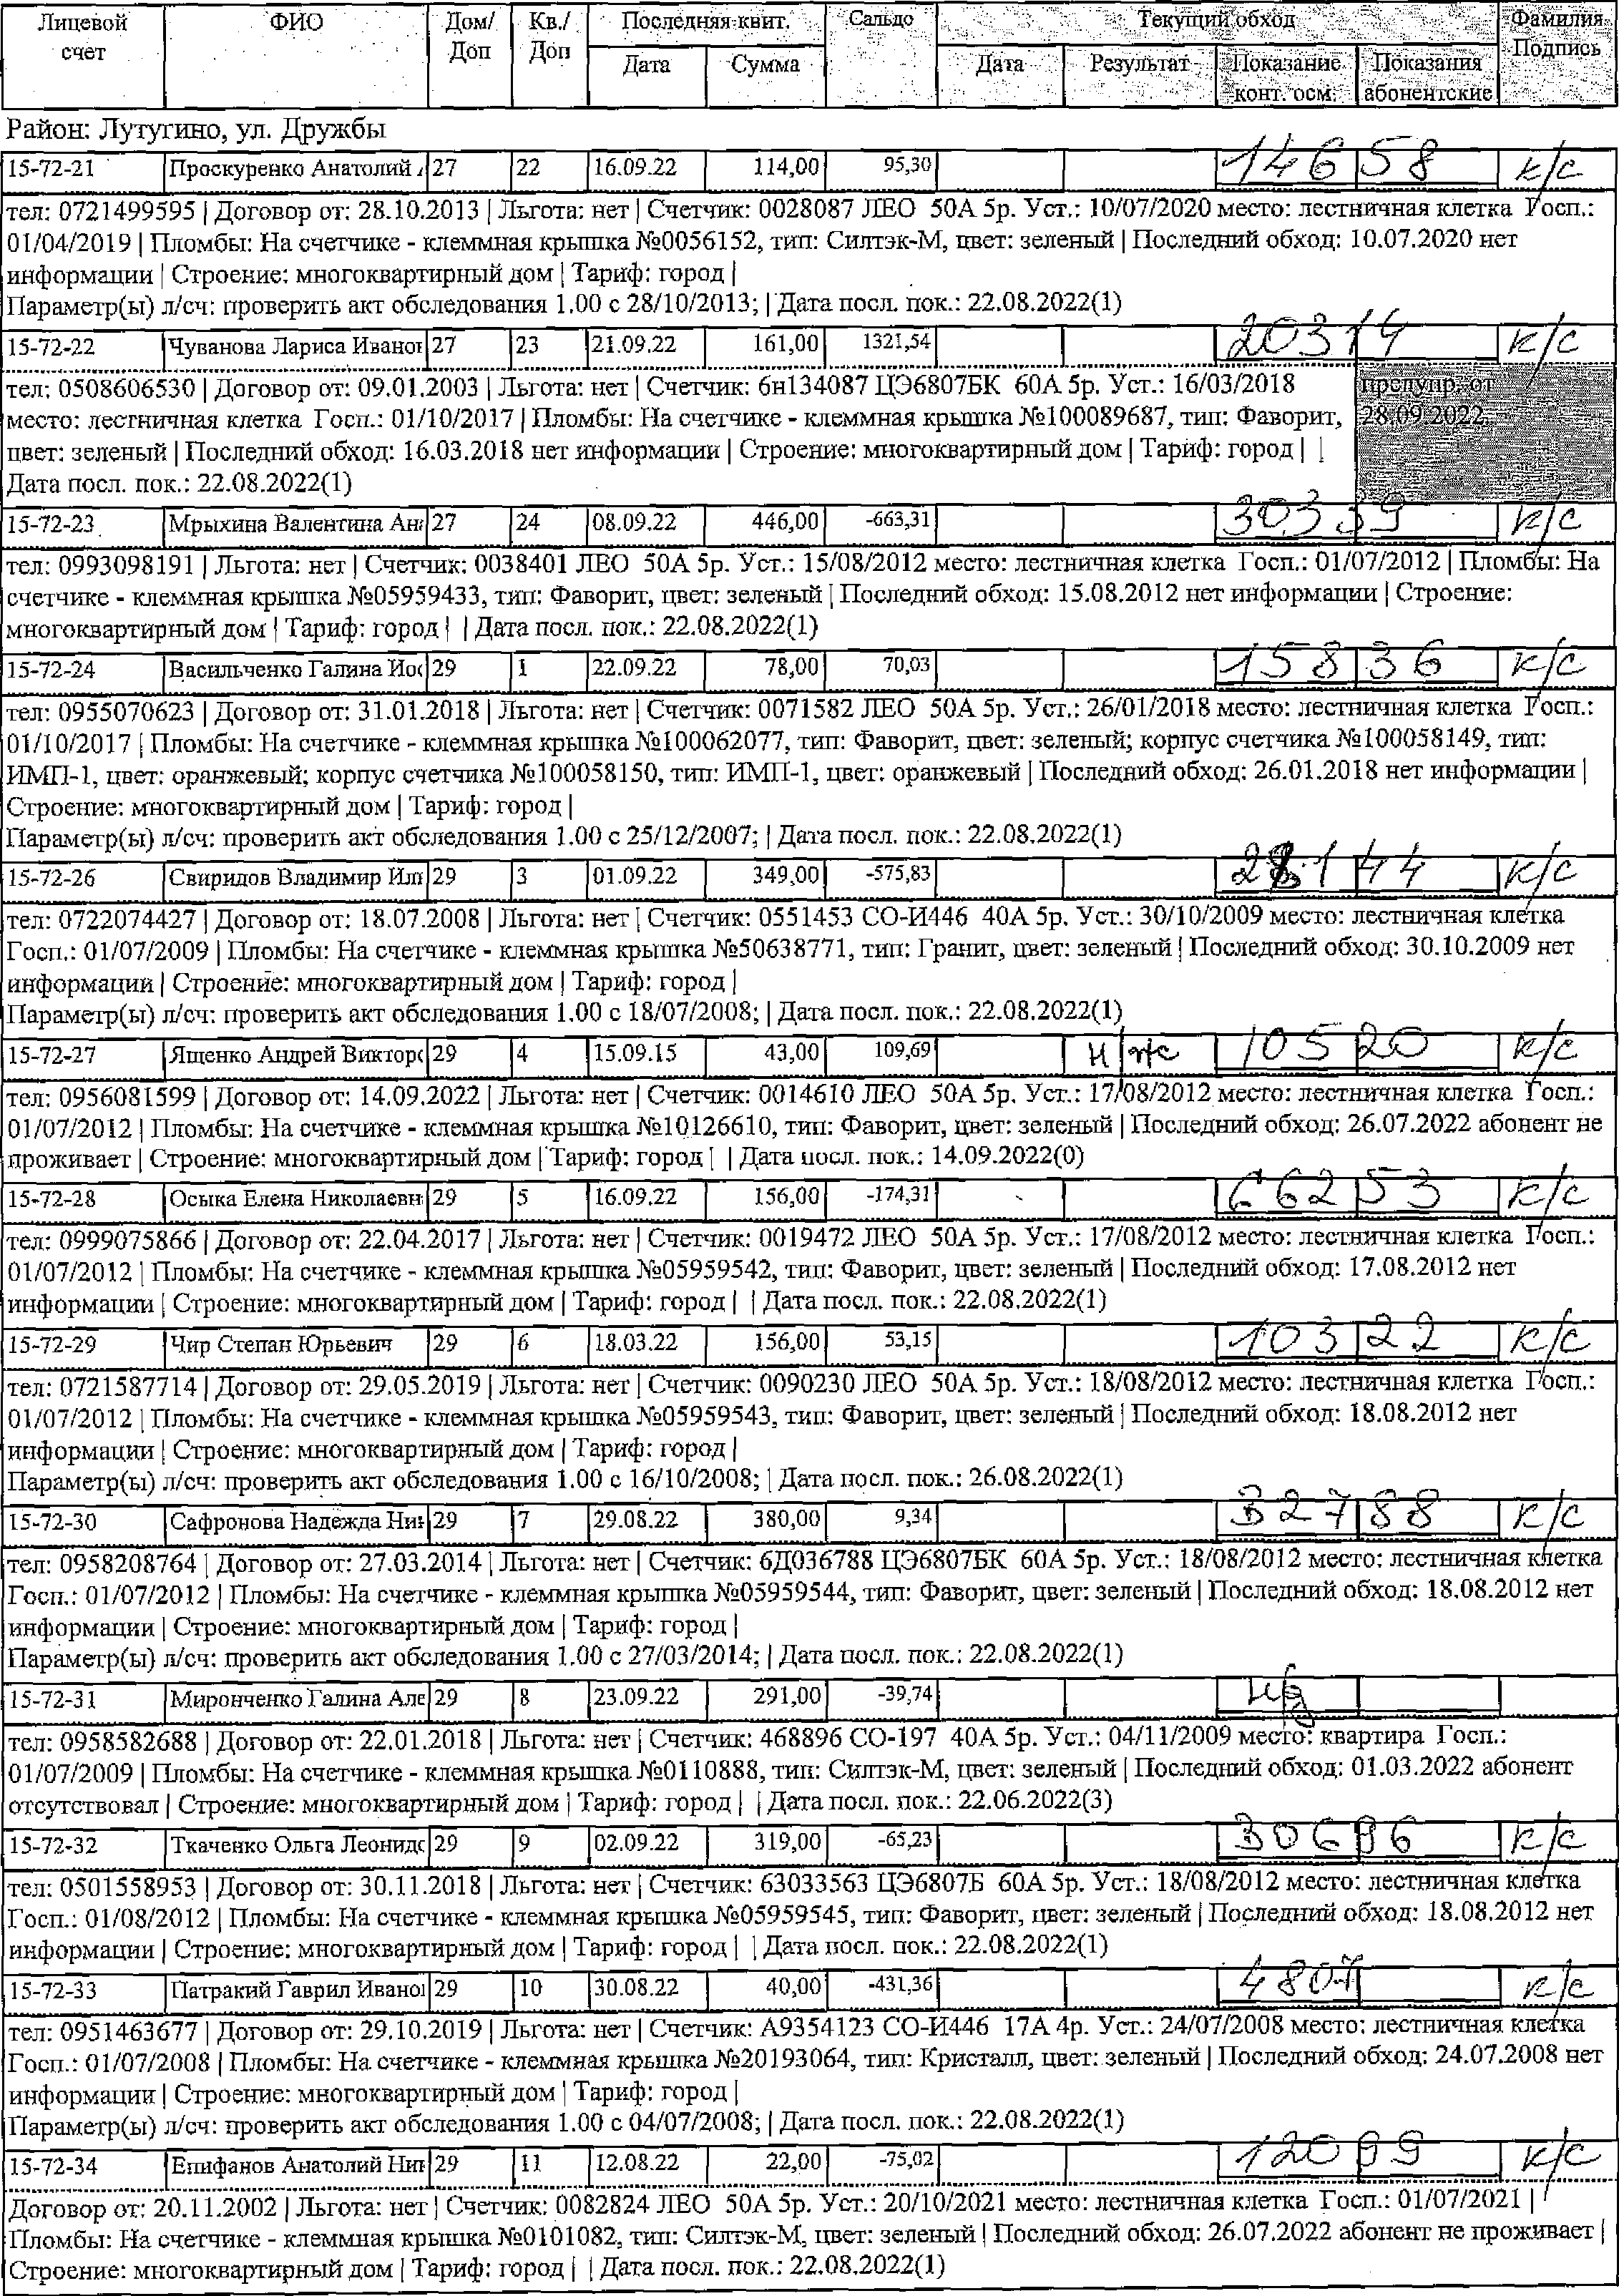 Лицевой счет | ФИО | Дом/Доп | Кв./Доп | Последняя квит. | Сальдо | Текущий обход | Фамилия Подпись
Дата | Сумма | Дата | Результат | Показание конт. осм. | Показания абонентские
Район: Лутугино, ул. Дружбы
15-72-21 Проскуренко Анатолий 27 22 16.09.22 114,00 95,30 14658 к/с
тел: 0721499595 | Договор от: 28.10.2013 | Льгота: нет | Счетчик: 0028087 ЛЕО 50А 5р. Уст.: 10/07/2020 место: лестничная клетка Госп.:
01/04/2019 | Пломбы: На счетчике - клеммная крышка №0056152, тип: Силтэк-М, цвет: зеленый | Последний обход: 10.07.2020 нет
информации | Строение: многоквартирный дом | Тариф: город |
Параметр(ы) л/сч: проверить акт обследования 1.00 с 28/10/2013; | Дата посл. пок.: 22.08.2022(1)
15-72-22 Чуванова Лариса Ивано 27 23 21.09.22 161,00 1321,54 20314 к/с
тел: 0508606530 | Договор от: 09.01.2003 | Льгота: нет | Счетчик: 6н134087 ЦЭ6807БК 60А 5р. Уст.: 16/03/2018 предупр. от
место: лестничная клетка Госп.: 01/10/2017 | Пломбы: На счетчике - клеммная крышка №100089687, тип: Фаворит, 28.09.2022
цвет: зеленый | Последний обход: 16.03.2018 нет информации | Строение: многоквартирный дом | Тариф: город | |
Дата посл. пок.: 22.08.2022(1)
15-72-23 Мрыхина Валентина Ан 27 24 08.09.22 446,00 -663,31 30339 к/с
тел: 0993098191 | Льгота: нет | Счетчик: 0038401 ЛЕО 50А 5р. Уст.: 15/08/2012 место: лестничная клетка Госп.: 01/07/2012 | Пломбы: На
счетчике - клеммная крышка №05959433, тип: Фаворит, цвет: зеленый | Последний обход: 15.08.2012 нет информации | Строение:
многоквартирный дом | Тариф: город | | Дата посл. пок.: 22.08.2022(1)
15-72-24 Васильченко Галина Иос 29 1 22.09.22 78,00 70,03 15836 к/с
тел: 0955070623 | Договор от: 31.01.2018 | Льгота: нет | Счетчик: 0071582 ЛЕО 50А 5р. Уст.: 26/01/2018 место: лестничная клетка Госп.:
01/10/2017 | Пломбы: На счетчике - клеммная крышка №100062077, тип: Фаворит, цвет: зеленый; корпус счетчика №100058149, тип:
ИМП-1, цвет: оранжевый; корпус счетчика №100058150, тип: ИМП-1, цвет: оранжевый | Последний обход: 26.01.2018 нет информации |
Строение: многоквартирный дом | Тариф: город |
Параметр(ы) л/сч: проверить акт обследования 1.00 с 25/12/2007; | Дата посл. пок.: 22.08.2022(1)
15-72-26 Свиридов Владимир Ил 29 3 01.09.22 349,00 -575,83 28144 к/с
тел: 0722074427 | Договор от: 18.07.2008 | Льгота: нет | Счетчик: 0551453 СО-И446 40А 5р. Уст.: 30/10/2009 место: лестничная клетка
Госп.: 01/07/2009 | Пломбы: На счетчике - клеммная крышка №50638771, тип: Гранит, цвет: зеленый | Последний обход: 30.10.2009 нет
информации | Строение: многоквартирный дом | Тариф: город |
Параметр(ы) л/сч: проверить акт обследования 1.00 с 18/07/2008; | Дата посл. пок.: 22.08.2022(1)
15-72-27 Ященко Андрей Викторо 29 4 15.09.15 43,00 109,69 н/ж 10520 к/с
тел: 0956081599 | Договор от: 14.09.2022 | Льгота: нет | Счетчик: 0014610 ЛЕО 50А 5р. Уст.: 17/08/2012 место: лестничная клетка Госп.:
01/07/2012 | Пломбы: На счетчике - клеммная крышка №10126610, тип: Фаворит, цвет: зеленый | Последний обход: 26.07.2022 абонент не
проживает | Строение: многоквартирный дом | Тариф: город | | Дата посл. пок.: 14.09.2022(0)
15-72-28 Осыка Елена Николаевн 29 5 16.09.22 156,00 -174,31 66253 к/с
тел: 0999075866 | Договор от: 22.04.2017 | Льгота: нет | Счетчик: 0019472 ЛЕО 50А 5р. Уст.: 17/08/2012 место: лестничная клетка Госп.:
01/07/2012 | Пломбы: На счетчике - клеммная крышка №05959542, тип: Фаворит, цвет: зеленый | Последний обход: 17.08.2012 нет
информации | Строение: многоквартирный дом | Тариф: город | | Дата посл. пок.: 22.08.2022(1)
15-72-29 Чир Степан Юрьевич 29 6 18.03.22 156,00 53,15 10322 к/с
тел: 0721587714 | Договор от: 29.05.2019 | Льгота: нет | Счетчик: 0090230 ЛЕО 50А 5р. Уст.: 18/08/2012 место: лестничная клетка Госп.:
01/07/2012 | Пломбы: На счетчике - клеммная крышка №05959543, тип: Фаворит, цвет: зеленый | Последний обход: 18.08.2012 нет
информации | Строение: многоквартирный дом | Тариф: город |
Параметр(ы) л/сч: проверить акт обследования 1.00 с 16/10/2008; | Дата посл. пок.: 26.08.2022(1)
15-72-30 Сафронова Надежда Ни 29 7 29.08.22 380,00 9,34 32788 к/с
тел: 0958208764 | Договор от: 27.03.2014 | Льгота: нет | Счетчик: 6Д036788 ЦЭ6807БК 60А 5р. Уст.: 18/08/2012 место: лестничная клетка
Госп.: 01/07/2012 | Пломбы: На счетчике - клеммная крышка №05959544, тип: Фаворит, цвет: зеленый | Последний обход: 18.08.2012 нет
информации | Строение: многоквартирный дом | Тариф: город |
Параметр(ы) л/сч: проверить акт обследования 1.00 с 27/03/2014; | Дата посл. пок.: 22.08.2022(1)
15-72-31 Миронченко Галина Але 29 8 23.09.22 291,00 -39,74 н/д
тел: 0958582688 | Договор от: 22.01.2018 | Льгота: нет | Счетчик: 468896 СО-197 40А 5р. Уст.: 04/11/2009 место: квартира Госп.:
01/07/2009 | Пломбы: На счетчике - клеммная крышка №0110888, тип: Силтэк-М, цвет: зеленый | Последний обход: 01.03.2022 абонент
отсутствовал | Строение: многоквартирный дом | Тариф: город | | Дата посл. пок.: 22.06.2022(3)
15-72-32 Ткаченко Ольга Леонидо 29 9 02.09.22 319,00 -65,23 30696 к/с
тел: 0501558953 | Договор от: 30.11.2018 | Льгота: нет | Счетчик: 63033563 ЦЭ6807Б 60А 5р. Уст.: 18/08/2012 место: лестничная клетка
Госп.: 01/08/2012 | Пломбы: На счетчике - клеммная крышка №05959545, тип: Фаворит, цвет: зеленый | Последний обход: 18.08.2012 нет
информации | Строение: многоквартирный дом | Тариф: город | | Дата посл. пок.: 22.08.2022(1)
15-72-33 Патракий Гаврил Ивано 29 10 30.08.22 40,00 -431,36 4807 к/с
тел: 0951463677 | Договор от: 29.10.2019 | Льгота: нет | Счетчик: А9354123 СО-И446 17А 4р. Уст.: 24/07/2008 место: лестничная клетка
Госп.: 01/07/2008 | Пломбы: На счетчике - клеммная крышка №20193064, тип: Кристалл, цвет: зеленый | Последний обход: 24.07.2008 нет
информации | Строение: многоквартирный дом | Тариф: город |
Параметр(ы) л/сч: проверить акт обследования 1.00 с 04/07/2008; | Дата посл. пок.: 22.08.2022(1)
15-72-34 Епифанов Анатолий Ни 29 11 12.08.22 22,00 -75,02 12099 к/с
Договор от: 20.11.2002 | Льгота: нет | Счетчик: 0082824 ЛЕО 50А 5р. Уст.: 20/10/2021 место: лестничная клетка Госп.: 01/07/2021 |
Пломбы: На счетчике - клеммная крышка №0101082, тип: Силтэк-М, цвет: зеленый | Последний обход: 26.07.2022 абонент не проживает |
Строение: многоквартирный дом | Тариф: город | | Дата посл. пок.: 22.08.2022(1)